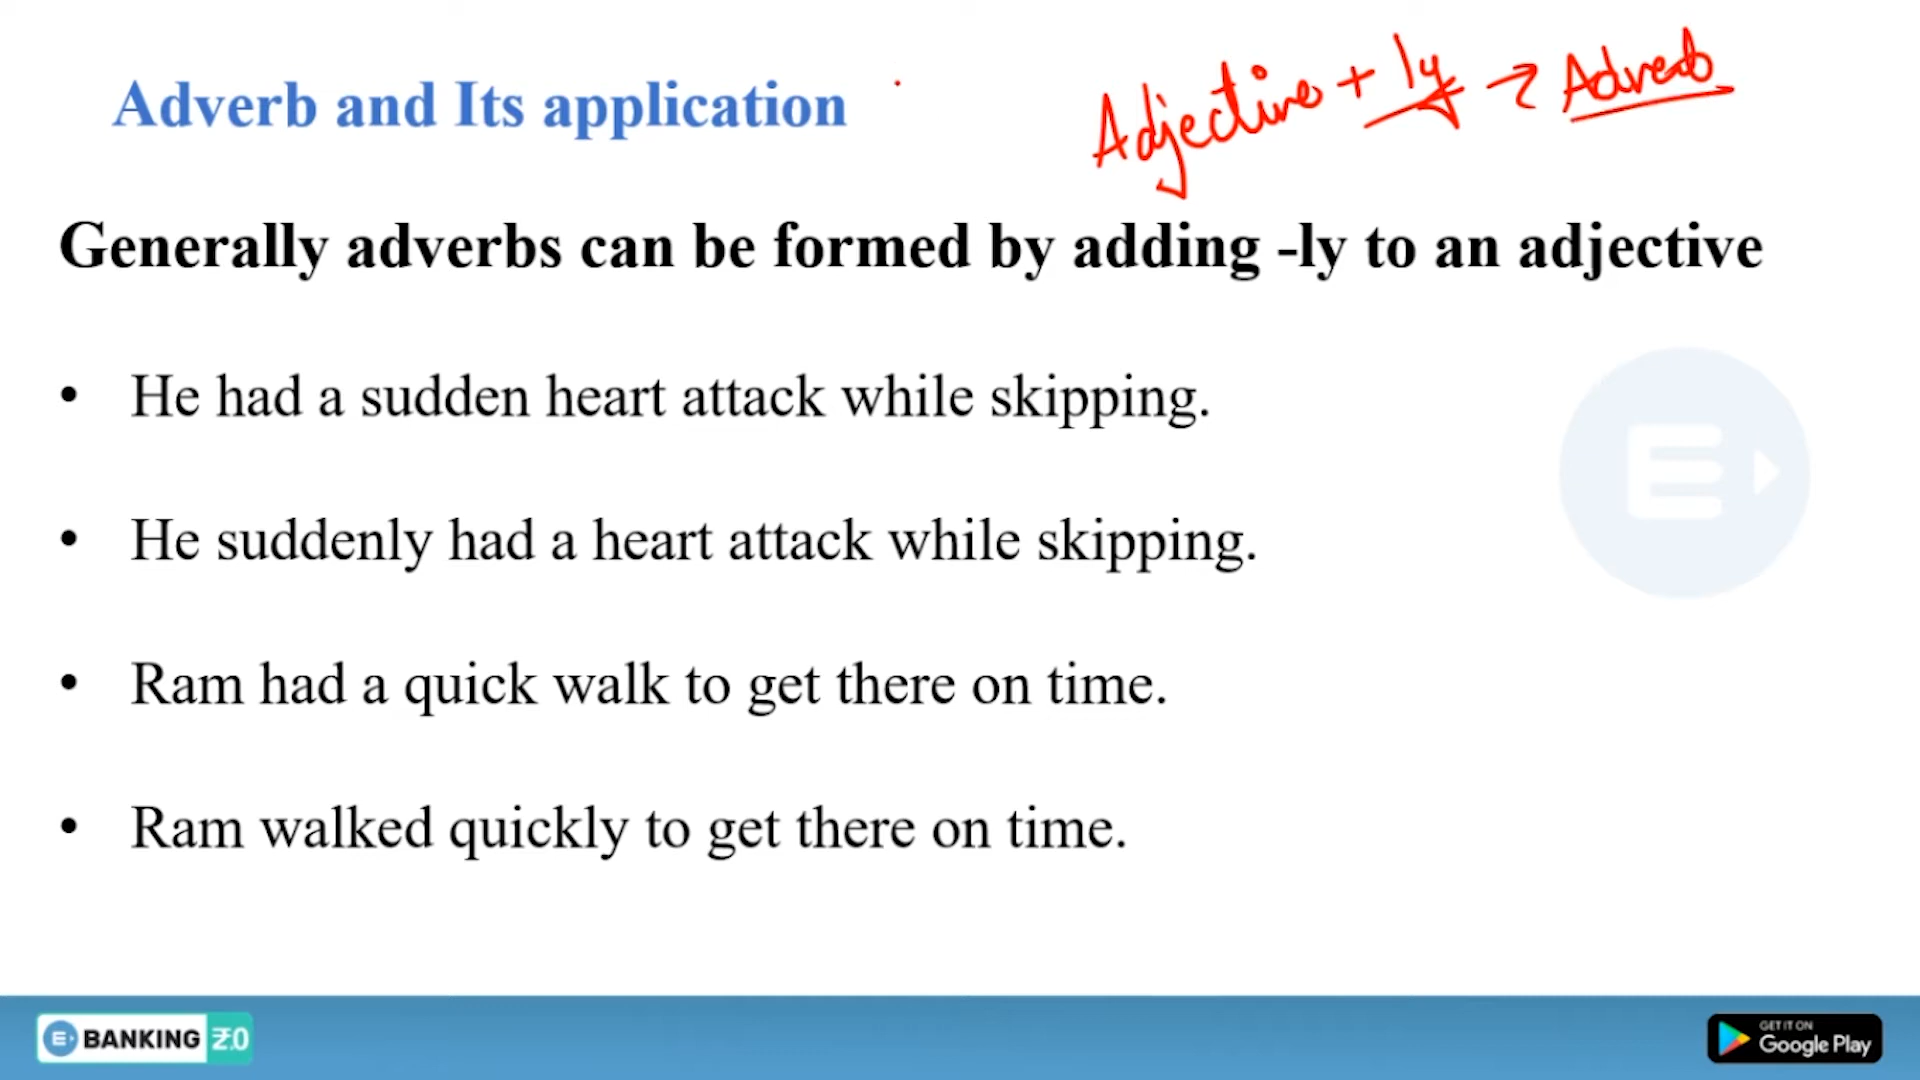 Adverb and Its application
Adjective + ly → Adverb
Generally adverbs can be formed by adding -ly to an adjective
• He had a sudden heart attack while skipping.
• He suddenly had a heart attack while skipping.
• Ram had a quick walk to get there on time.
• Ram walked quickly to get there on time.
BANKING ₹2.0
GET IT ON
Google Play